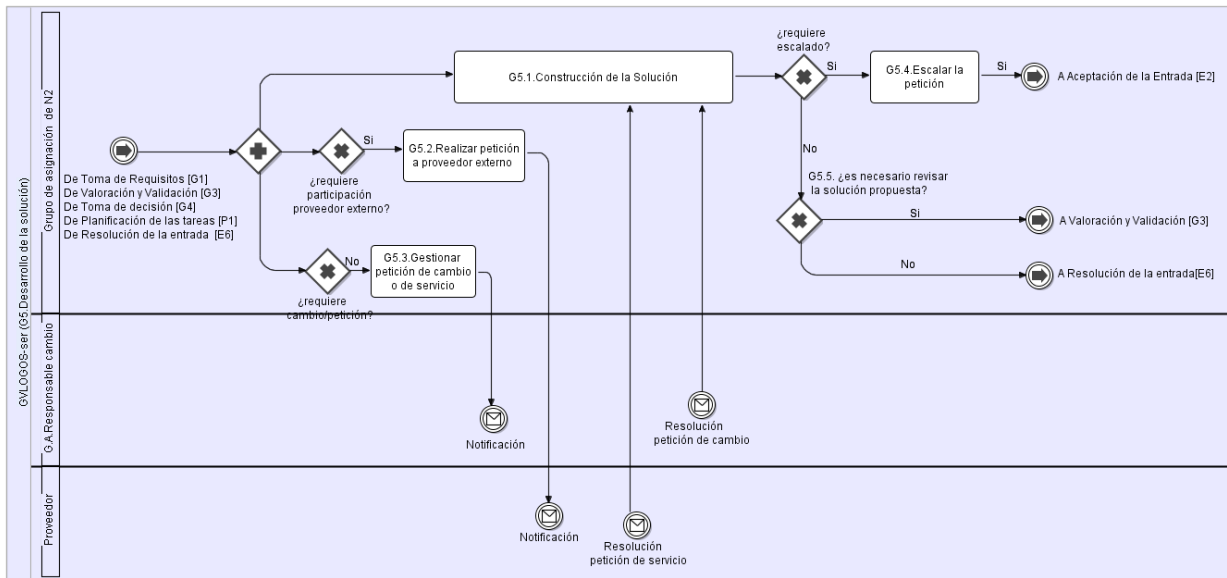 GVLOGOS-ser (G5.Desarrollo de la solución)
Grupo de asignación de N2
De Toma de Requisitos [G1]
De Valoración y Validación [G3]
De Toma de decisión [G4]
De Planificación de las tareas [P1]
De Resolución de la entrada [E6]
G5.1.Construcción de la Solución
¿requiere
escalado?
Si
G5.4.Escalar la
petición
Si
A Aceptación de la Entrada [E2]
¿requiere
participación
proveedor externo?
Si
G5.2.Realizar petición
a proveedor externo
No
G5.5. ¿es necesario revisar
la solución propuesta?
Si
A Valoración y Validación [G3]
No
A Resolución de la entrada[E6]
¿requiere
cambio/petición?
No
G5.3.Gestionar
petición de cambio
o de servicio
G.A.Responsable cambio
Notificación
Resolución
petición de cambio
Proveedor
Notificación
Resolución
petición de servicio